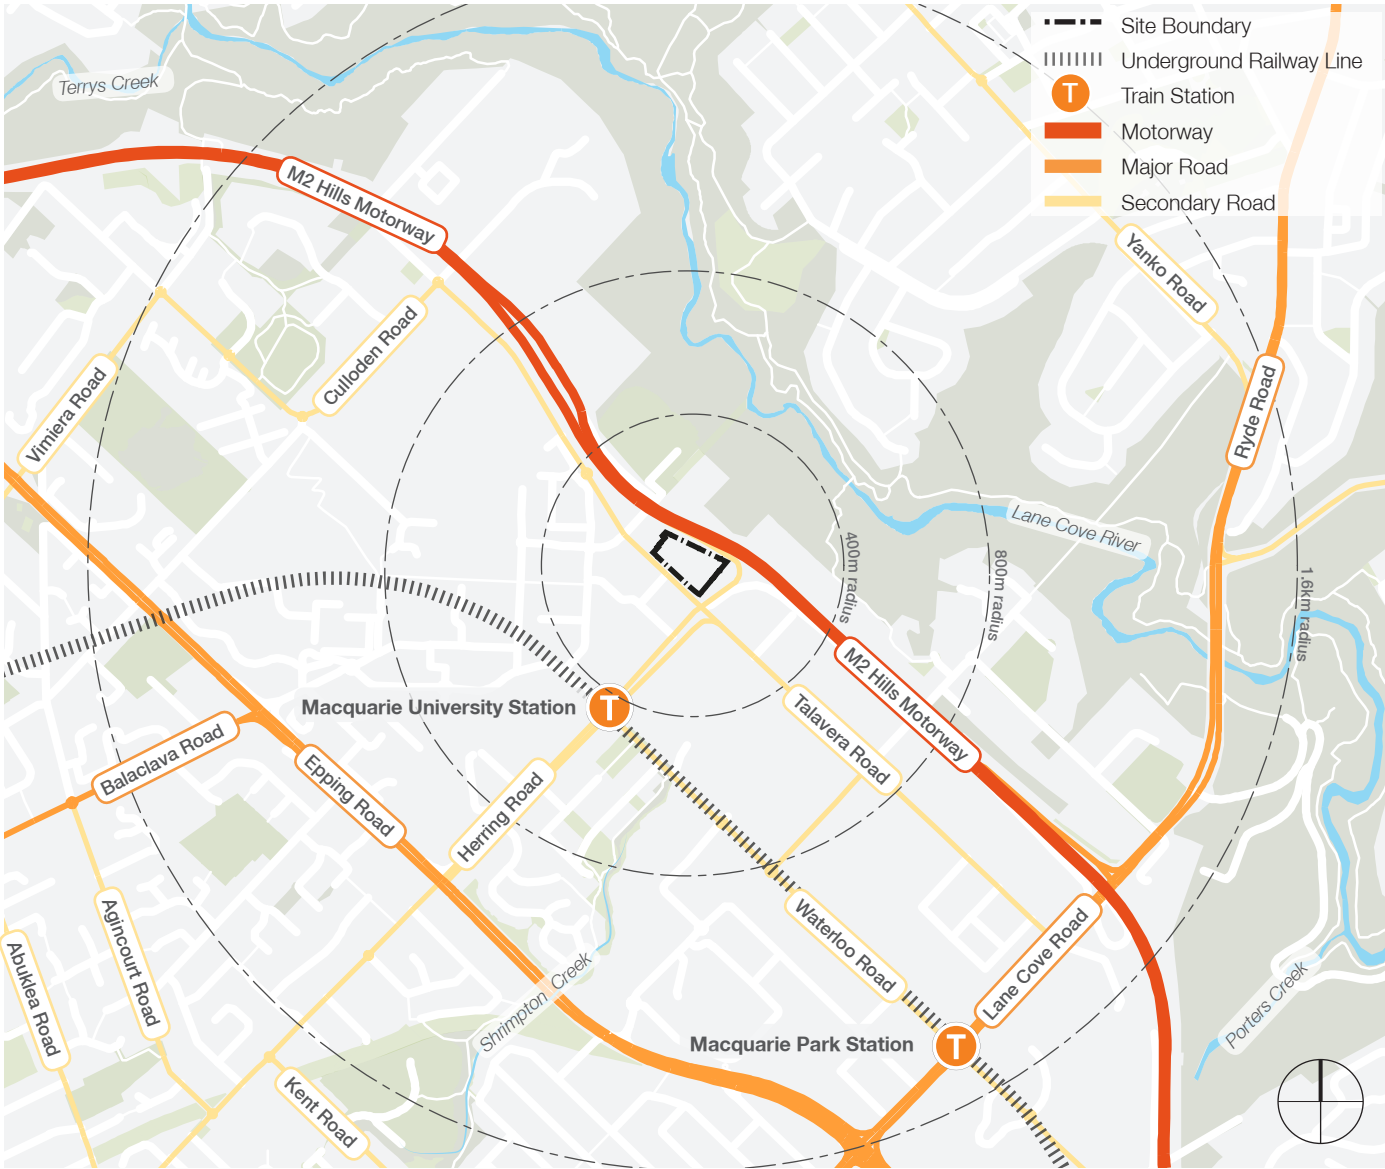 Site Boundary
Underground Railway Line
T
Train Station
Motorway
Major Road
Secondary Road
Terrys Creek
M2 Hills Motorway
Yanko Road
Culloden Road
Vimiera Road
Ryde Road
Lane Cove River
400m radius
800m radius
1.6km radius
M2 Hills Motorway
Macquarie University Station
T
Talavera Road
Balaclava Road
Epping Road
Herring Road
Agincourt Road
Abuklea Road
Waterloo Road
Lane Cove Road
Shrimpton Creek
Porters Creek
Macquarie Park Station
T
Kent Road